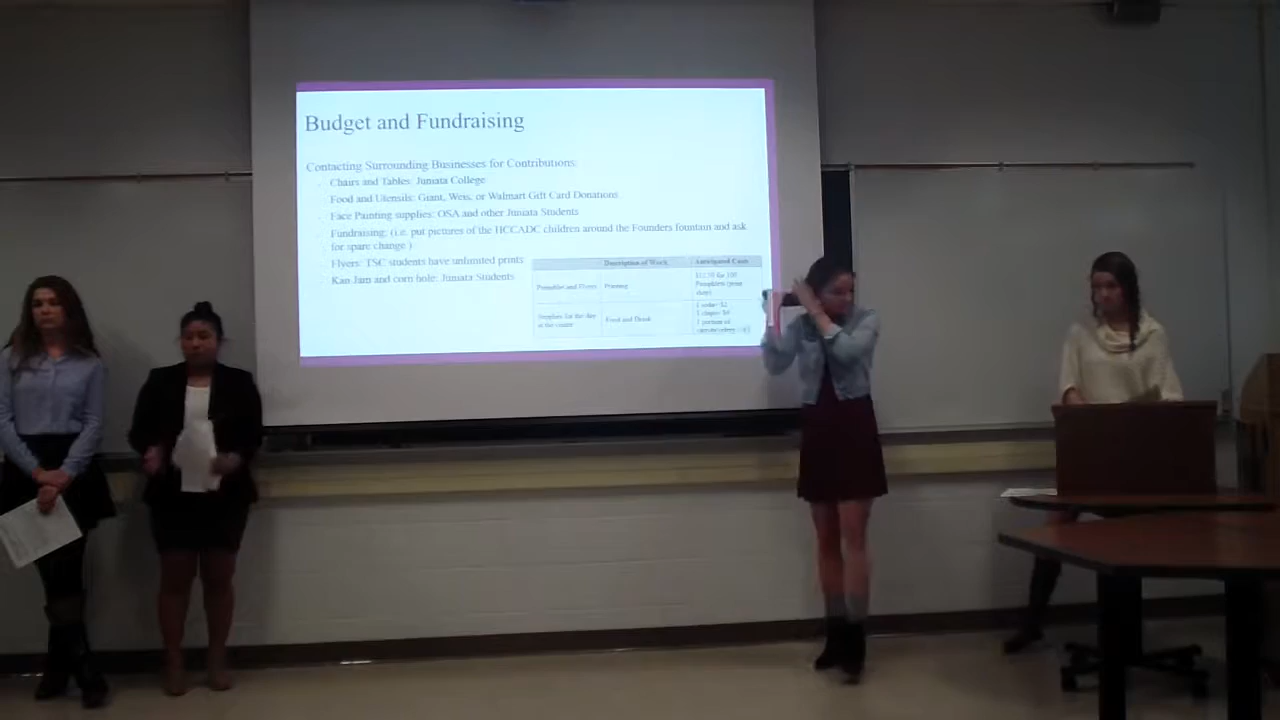 Budget and Fundraising
Contacting Surrounding Businesses for Contributions:
Chairs and Tables: Juniata College
Food and Utensils: Giant, Weis, or Walmart Gift Card Donations
Face Painting supplies: OSA and other Juniata Students
Fundraising: (i.e. put pictures of the HCCADC children around the Founders fountain and ask
for spare change )
Flyers: TSC students have unlimited prints
Kan Jam and corn hole: Juniata Students
Description of Work
Anticipated Costs
Pamphlet and Flyers
Printing
for 100
Pamphlets
Supplies for the day
at the center
Food and Drink